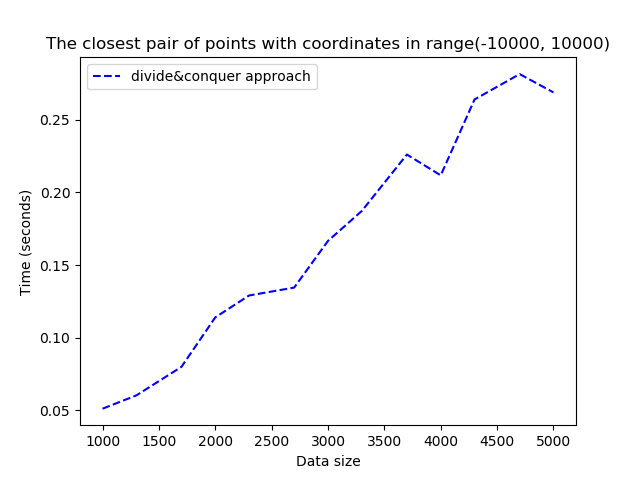 The closest pair of points with coordinates in range(-10000, 10000)
divide&conquer approach
0.25
0.20
0.15
0.10
0.05
Time (seconds)
1000 1500 2000 2500 3000 3500 4000 4500 5000
Data size